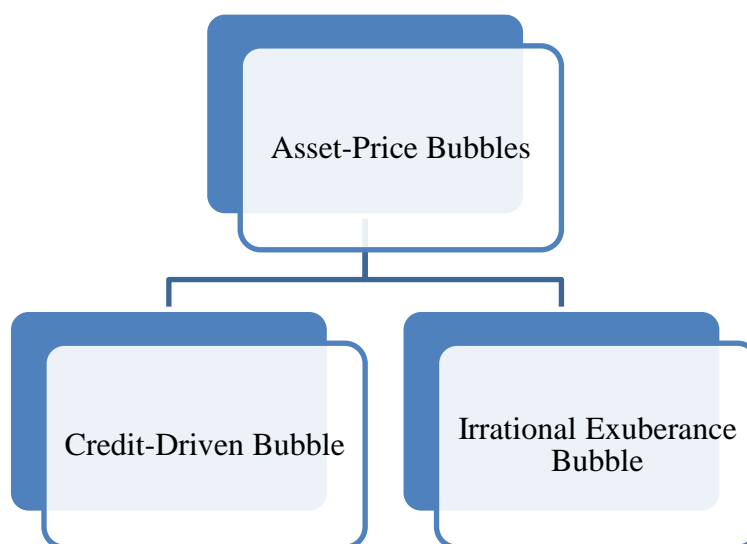 Asset-Price Bubbles
Credit-Driven Bubble
Irrational Exuberance
Bubble